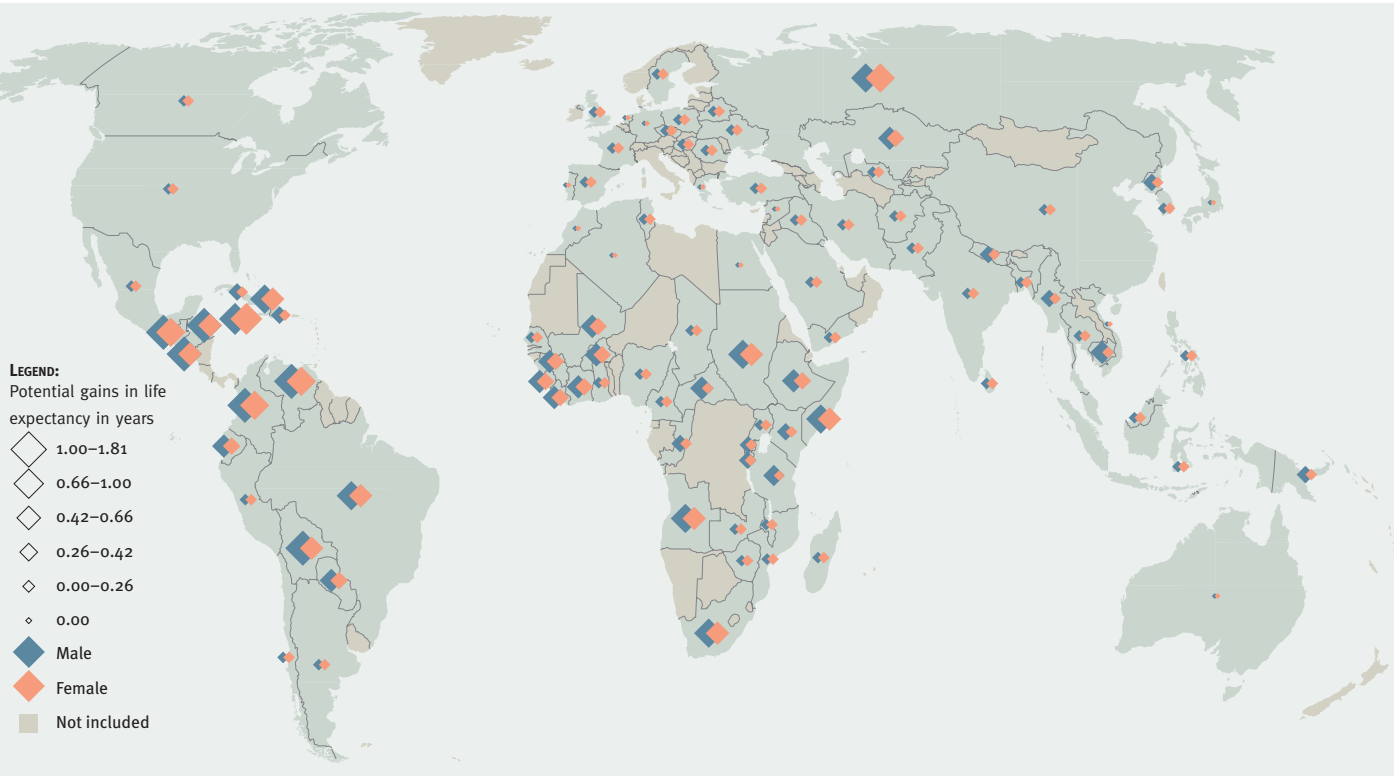 LEGEND:
Potential gains in life
expectancy in years
1.00–1.81
0.66–1.00
0.42–0.66
0.26–0.42
0.00–0.26
0.00
Male
Female
Not included